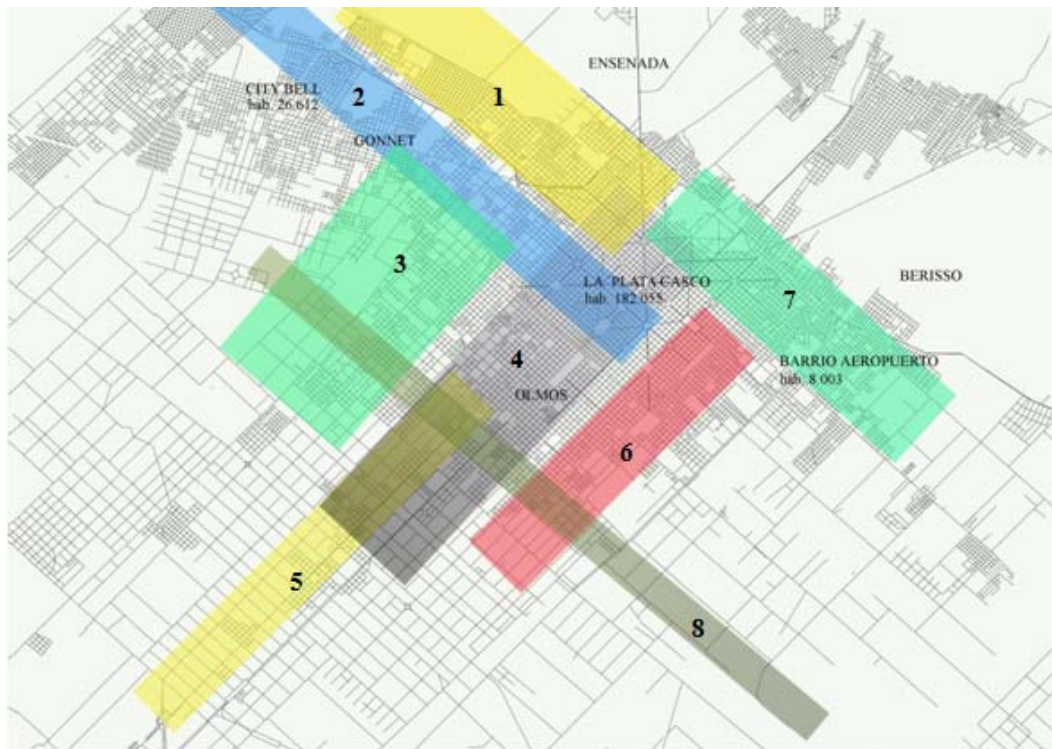 1
ENSENADA
CITY BELL
hab. 26.612
2
GONNET
3
LA PLATA CASCO
hab. 182 055
7
BERISSO
4
OLMOS
BARRIO AEROPUERTO
hab. 8 003
6
5
8